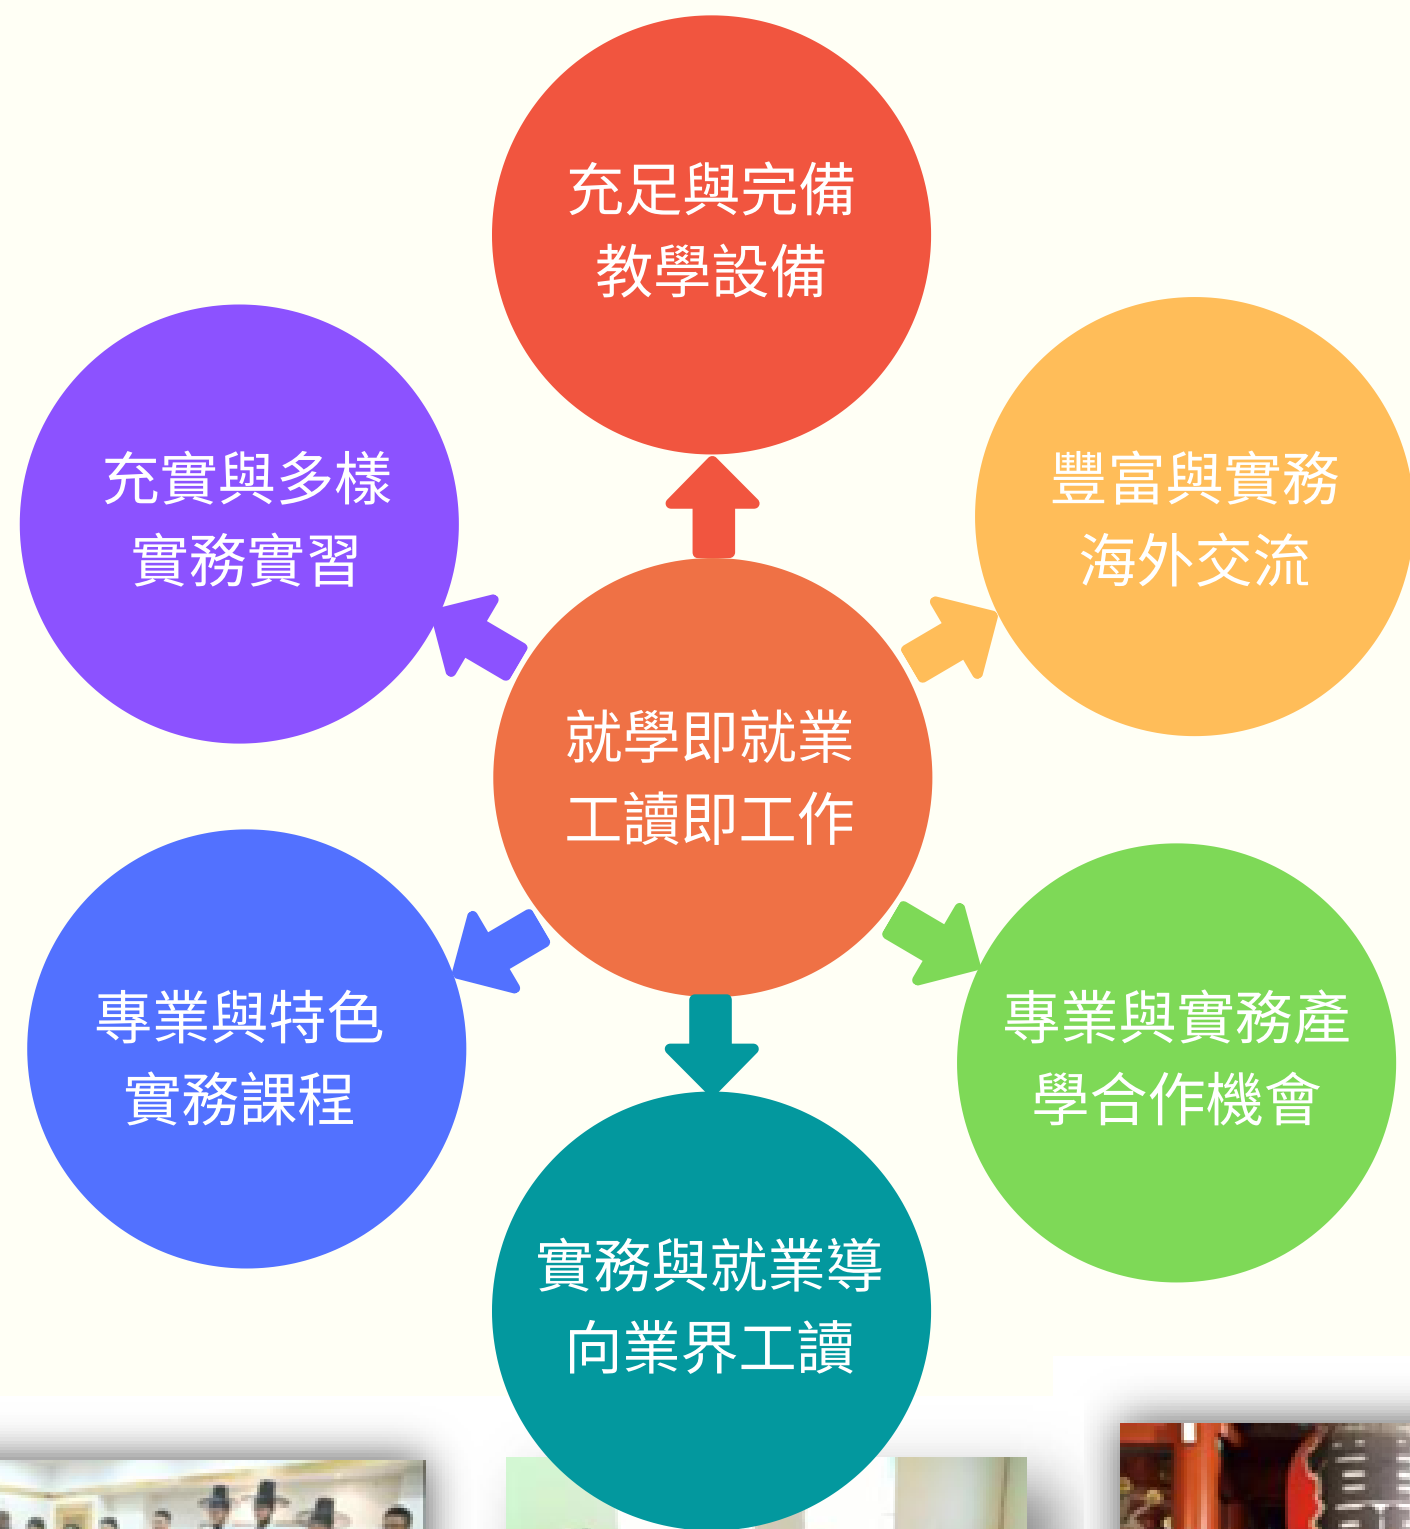 充足與完備
教學設備
充實與多樣
實務實習
豐富與實務
海外交流
就學即就業
工讀即工作
專業與特色
實務課程
專業與實務產
學合作機會
實務與就業導
向業界工讀